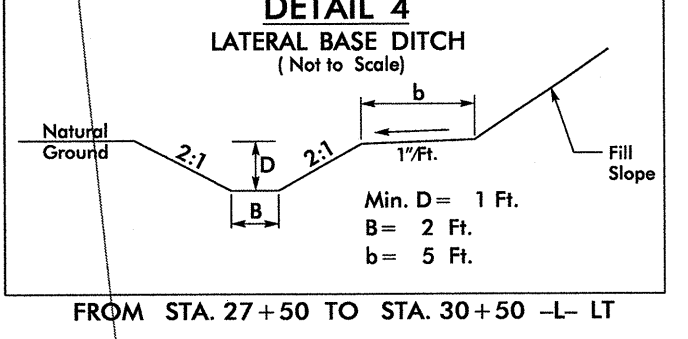 DETAIL 4
LATERAL BASE DITCH
( Not to Scale)
b
Natural
Ground
2:1
D
2:1
1"/Ft.
Fill
Slope
B
Min. D= 1 Ft.
B= 2 Ft.
b= 5 Ft.
FROM STA. 27+50 TO STA. 30+50 -L- LT